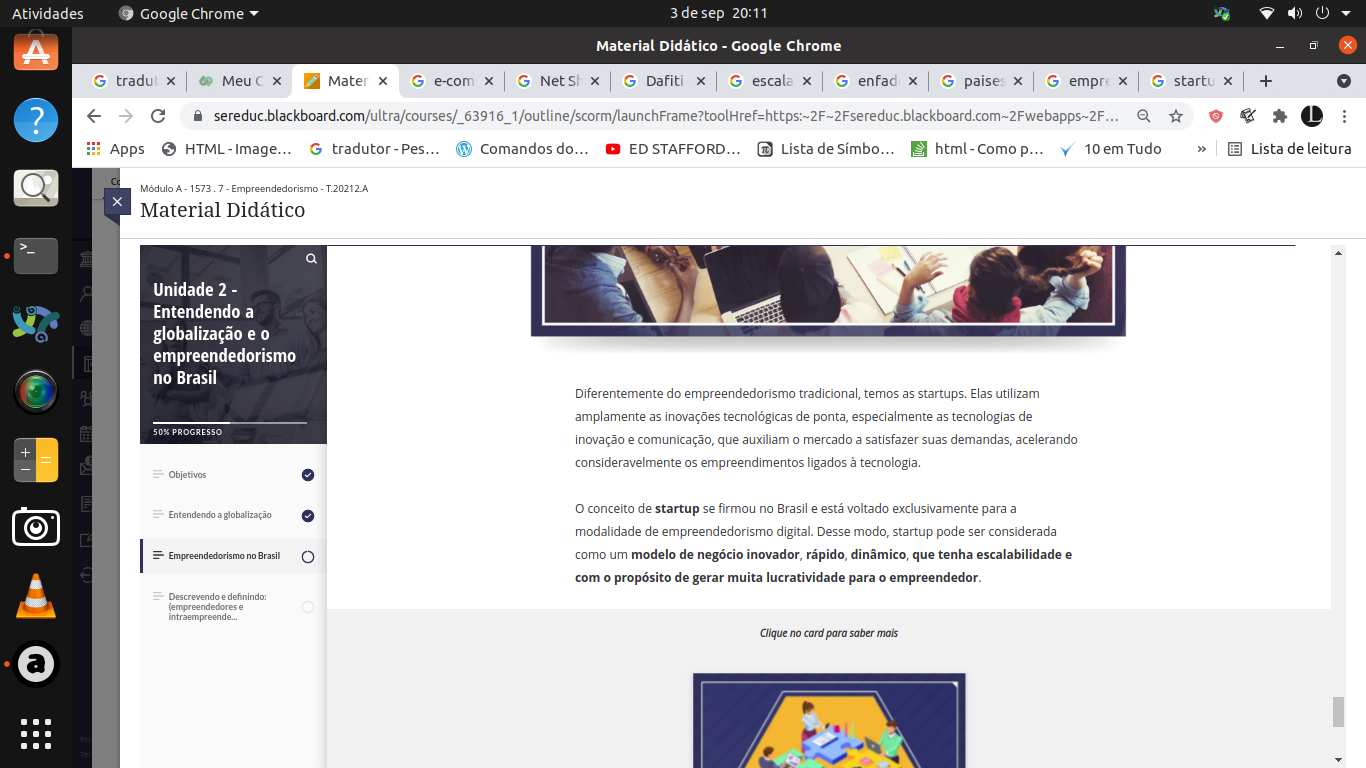 Atividades
Google Chrome
3 de sep 20:11
Material Didático - Google Chrome
tradut
Meu C
Mater
e-com
Net Sh
Dafiti
escala
enfad
paises
empre
startu
sereduc.blackboard.com/ultra/courses/_63916_1/outline/scorm/launchFrame?toolHref=https:~2F~2Fsereduc.blackboard.com~2Fwebapps~2F…
Apps
HTML - Image…
tradutor - Pes…
Comandos do…
ED STAFFORD…
Lista de Símbo…
html - Como p…
10 em Tudo
»
Lista de leitura
Módulo A - 1573 . 7 - Empreendedorismo - T.20212.A
Material Didático
Unidade 2 -
Entendendo a
globalização e o
empreendedorismo
no Brasil
50% PROGRESSO
Objetivos
Entendendo a globalização
Empreendedorismo no Brasil
Descrevendo e definindo:
(empreendedores e
intraempreende...
Diferentemente do empreendedorismo tradicional, temos as startups. Elas utilizam
amplamente as inovações tecnológicas de ponta, especialmente as tecnologias de
inovação e comunicação, que auxiliam o mercado a satisfazer suas demandas, acelerando
consideravelmente os empreendimentos ligados à tecnologia.
O conceito de startup se firmou no Brasil e está voltado exclusivamente para a
modalidade de empreendedorismo digital. Desse modo, startup pode ser considerada
como um modelo de negócio inovador, rápido, dinâmico, que tenha escalabilidade e
com o propósito de gerar muita lucratividade para o empreendedor.
Clique no card para saber mais